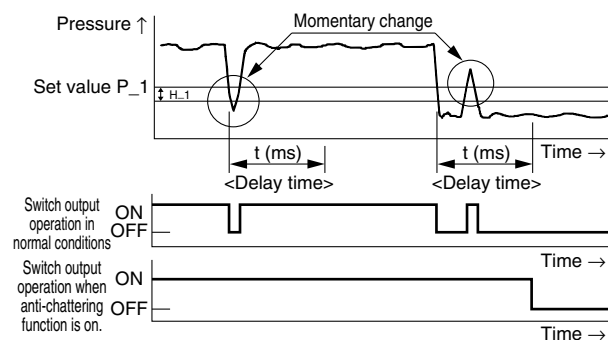 Momentary change
Pressure ↑
Set value P_1
H_1
t (ms)
t (ms)
Time →
<Delay time>
<Delay time>
Switch output
operation in
normal conditions
ON
OFF
Time →
Switch output
operation when
anti-chattering
function is on.
ON
OFF
Time →